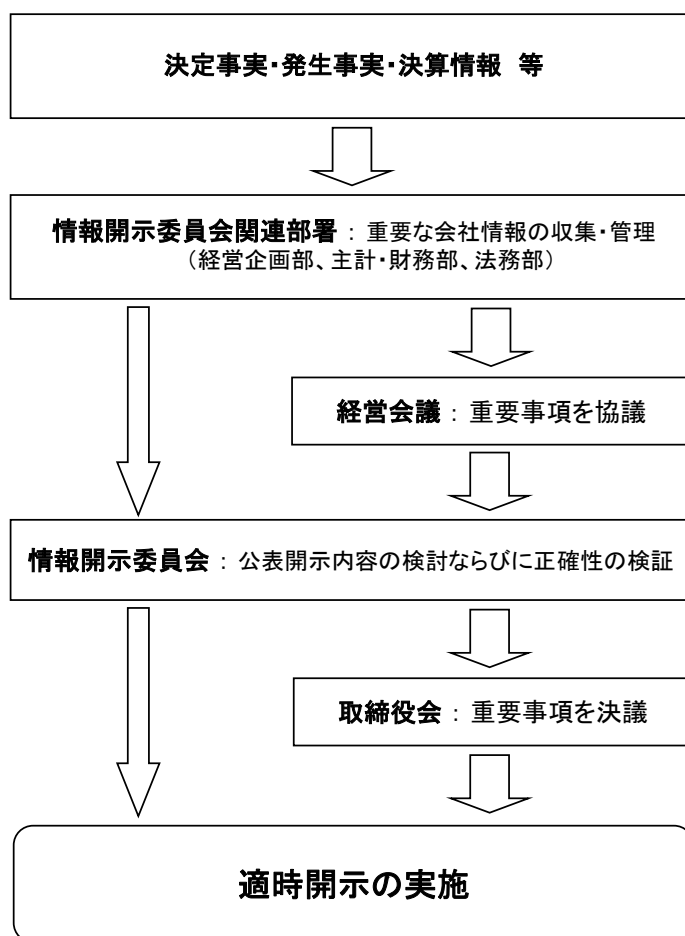 決定事実・発生事実・決算情報 等
情報開示委員会関連部署 : 重要な会社情報の収集・管理
(経営企画部、主計・財務部、法務部)
経営会議 : 重要事項を協議
情報開示委員会 : 公表開示内容の検討ならびに正確性の検証
取締役会 : 重要事項を決議
適時開示の実施